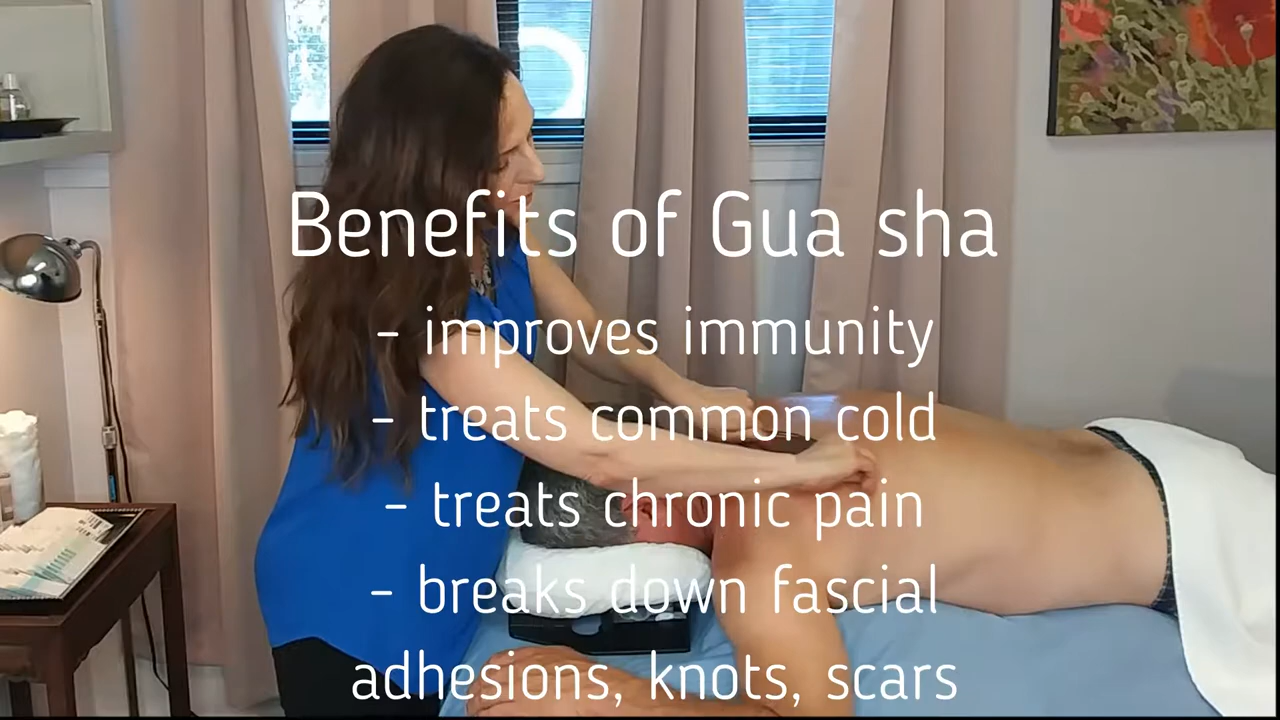 Benefits of Gua sha
- improves immunity
- treats common cold
- treats chronic pain
- breaks down fascial
adhesions, knots, scars